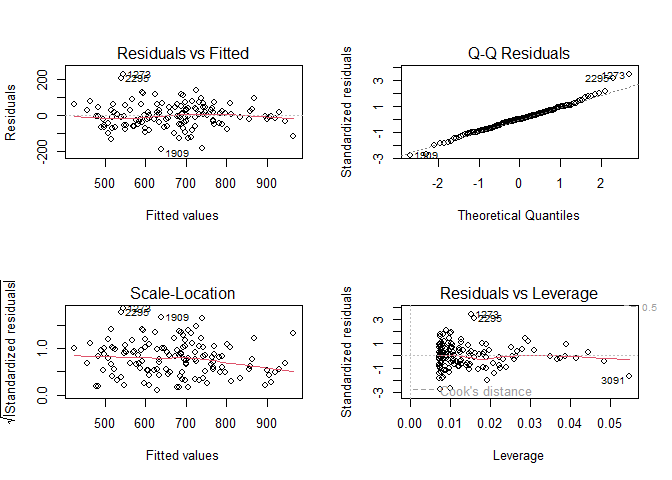 Residuals vs Fitted
Residuals
200
0
-200
1273
2295
1909
500 600 700 800 900
Fitted values
Q-Q Residuals
Standardized residuals
3
1
-1
-3
1273
2295
1909
-2 -1 0 1 2
Theoretical Quantiles
Scale-Location
√|Standardized residuals|
1.0
0.0
1273
2295
1909
500 600 700 800 900
Fitted values
Residuals vs Leverage
Standardized residuals
3
1
-1
-3
1273
2295
0.5
3091
Cook's distance
0.00 0.01 0.02 0.03 0.04 0.05
Leverage